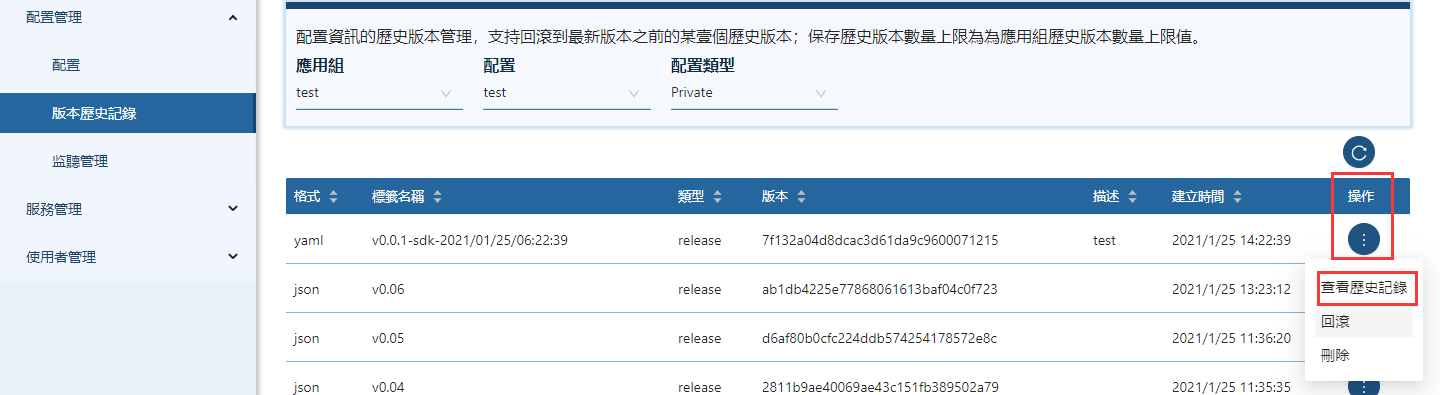 配置管理
配置
版本歷史記錄
监聽管理
服務管理
使用者管理
配置資訊的歷史版本管理，支持回滾到最新版本之前的某壹個歷史版本；保存歷史版本數量上限為為應用組歷史版本數量上限值。
應用組 配置 配置類型
test test Private
格式 標籤名稱 類型 版本 描述 建立時間 操作
yaml v0.0.1-sdk-2021/01/25/06:22:39 release 7f132a04d8dcac3d61da9c9600071215 test 2021/1/25 14:22:39
json v0.06 release ab1db4225e77868061613baf04c0f723 2021/1/25 13:23:12
json v0.05 release d6af80b0cfc224ddb574254178572e8c 2021/1/25 11:36:20
json v0.04 release 2811b9ae40069ae43c151fb389502a79 2021/1/25 11:35:35
查看歷史記錄
回滾
刪除